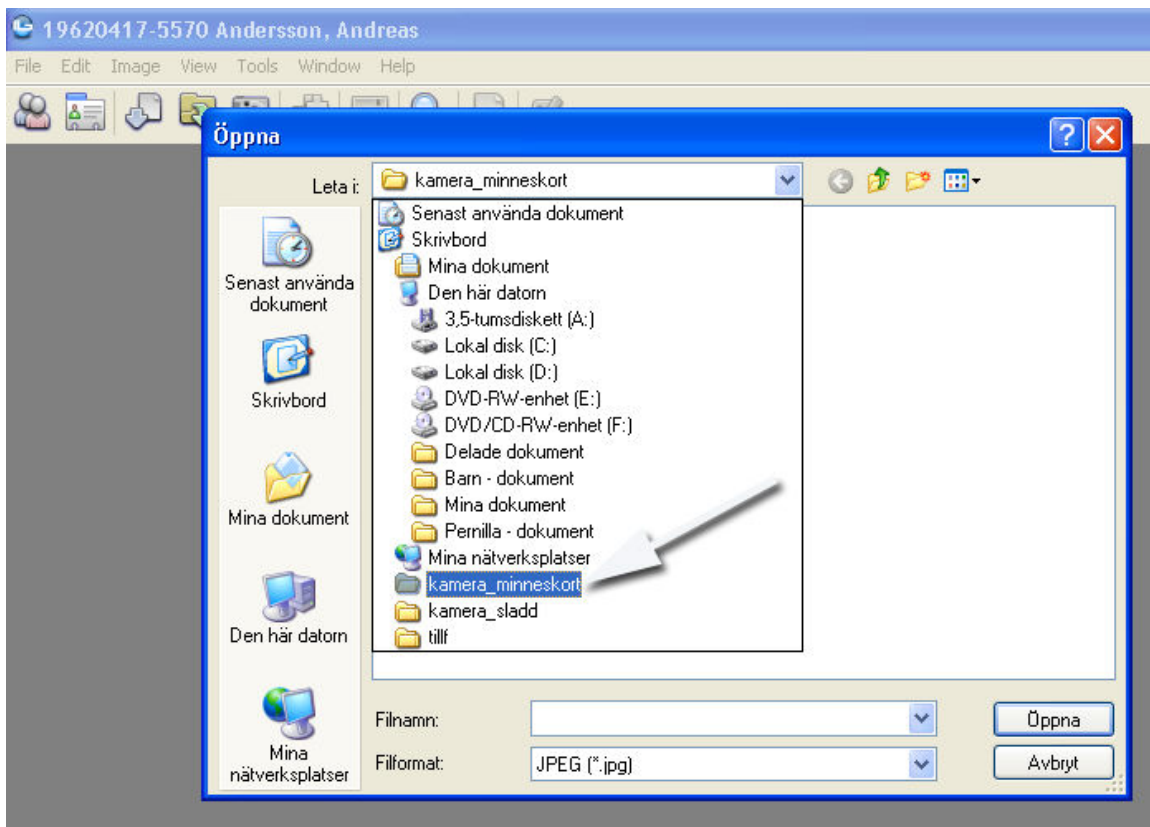 19620417-5570 Andersson, Andreas
File Edit Image View Tools Window Help
Öppna
Leta i:
kamera_minneskort
Senast använda dokument
Skrivbord
Mina dokument
Den här datorn
3,5-tumsdiskett (A:)
Lokal disk (C:)
Lokal disk (D:)
DVD-RW-enhet (E:)
DVD/CD-RW-enhet (F:)
Delade dokument
Barn - dokument
Mina dokument
Pernilla - dokument
Mina nätverksplatser
kamera_minneskort
kamera_sladd
tillf
Senast använda
dokument
Skrivbord
Mina dokument
Den här datorn
Mina
nätverksplatser
Filnamn:
Öppna
Filformat:
JPEG (*.jpg)
Avbryt